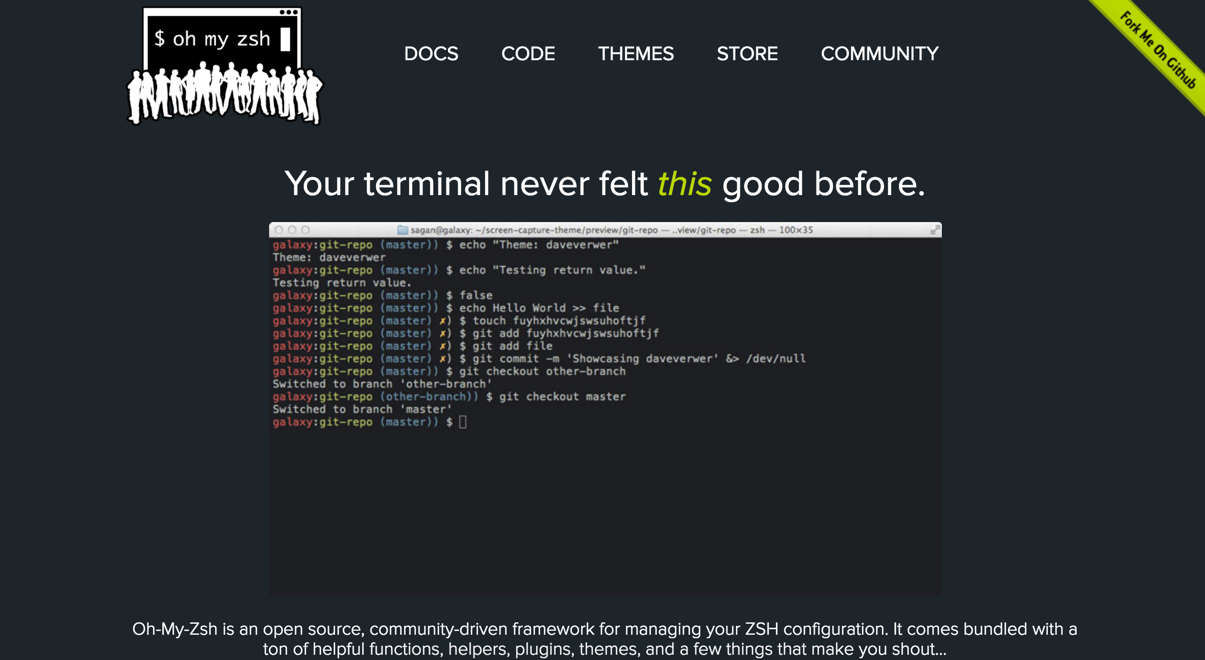 $ oh my zsh
DOCS CODE THEMES STORE COMMUNITY
Fork Me On Github
Your terminal never felt this good before.
sagan@galaxy: ~/screen-capture-theme/preview/git-repo — ..view/git-repo — zsh — 100×35
galaxy:git-repo (master)) $ echo "Theme: daveverwer"
Theme: daveverwer
galaxy:git-repo (master)) $ echo "Testing return value."
Testing return value.
galaxy:git-repo (master)) $ false
galaxy:git-repo (master)) $ echo Hello World >> file
galaxy:git-repo (master) ✗) $ touch fuyhxhvcwjswsuhoftjf
galaxy:git-repo (master) ✗) $ git add fuyhxhvcwjswsuhoftjf
galaxy:git-repo (master) ✗) $ git add file
galaxy:git-repo (master) ✗) $ git commit -m 'Showcasing daveverwer' &> /dev/null
galaxy:git-repo (master)) $ git checkout other-branch
Switched to branch 'other-branch'
galaxy:git-repo (other-branch)) $ git checkout master
Switched to branch 'master'
galaxy:git-repo (master)) $
Oh-My-Zsh is an open source, community-driven framework for managing your ZSH configuration. It comes bundled with a
ton of helpful functions, helpers, plugins, themes, and a few things that make you shout...